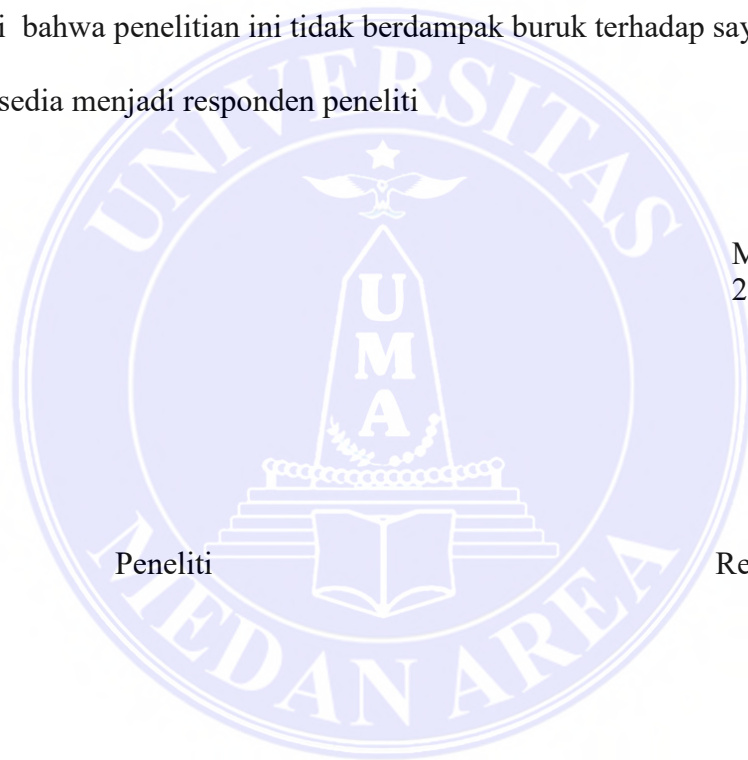 i bahwa penelitian ini tidak berdampak buruk terhadap say
sedia menjadi responden peneliti
UNIVERSITAS
M
2
U
M
A
Peneliti
Re
MEDAN AREA